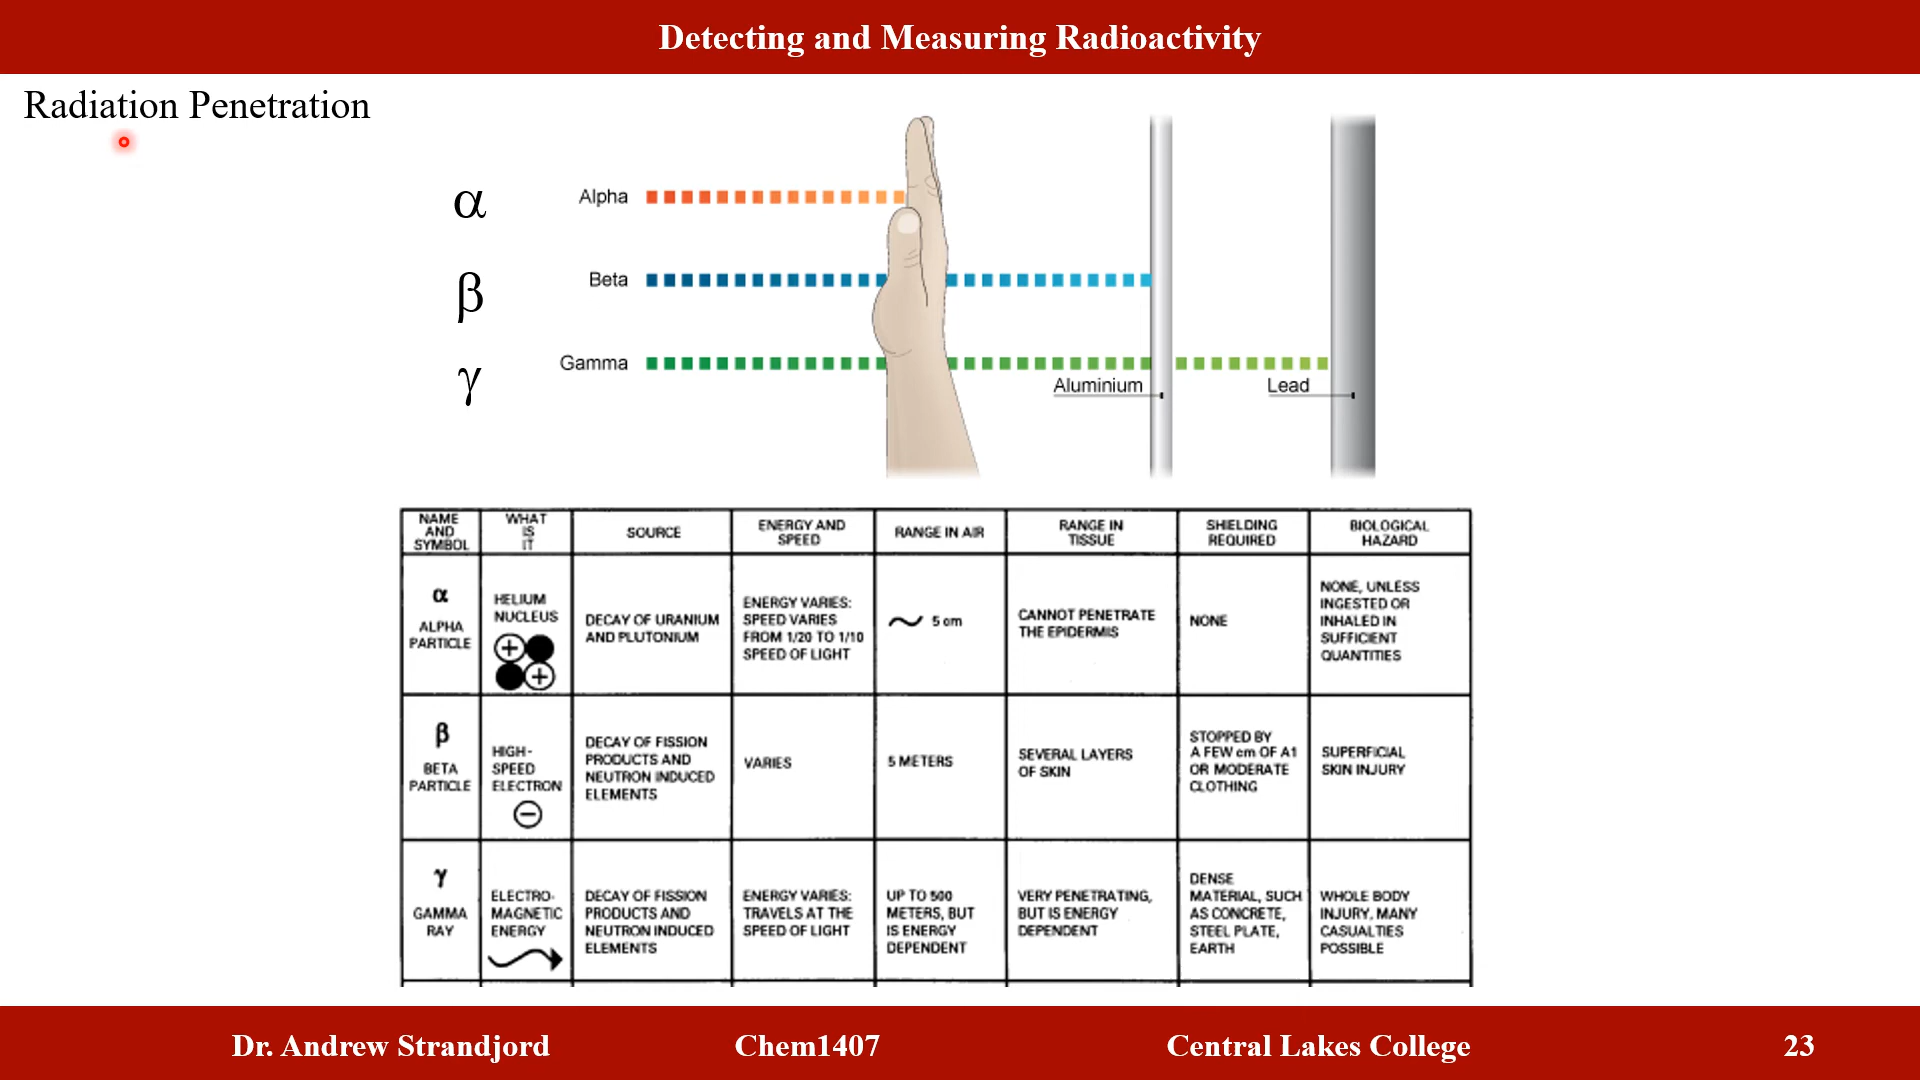 Detecting and Measuring Radioactivity
Radiation Penetration
α
Alpha
β
Beta
γ
Gamma
Aluminium
Lead
NAME
AND
SYMBOL
WHAT
IS
IT
SOURCE
ENERGY AND
SPEED
RANGE IN AIR
RANGE IN
TISSUE
SHIELDING
REQUIRED
BIOLOGICAL
HAZARD
α
ALPHA
PARTICLE
HELIUM
NUCLEUS
+
+
DECAY OF URANIUM
AND PLUTONIUM
ENERGY VARIES:
SPEED VARIES
FROM 1/20 TO 1/10
SPEED OF LIGHT
~ 5 cm
CANNOT PENETRATE
THE EPIDERMIS
NONE
NONE, UNLESS
INGESTED OR
INHALED IN
SUFFICIENT
QUANTITIES
β
BETA
PARTICLE
HIGH-
SPEED
ELECTRON
−
DECAY OF FISSION
PRODUCTS AND
NEUTRON INDUCED
ELEMENTS
VARIES
5 METERS
SEVERAL LAYERS
OF SKIN
STOPPED BY
A FEW cm OF A1
OR MODERATE
CLOTHING
SUPERFICIAL
SKIN INJURY
γ
GAMMA
RAY
ELECTRO-
MAGNETIC
ENERGY
DECAY OF FISSION
PRODUCTS AND
NEUTRON INDUCED
ELEMENTS
ENERGY VARIES:
TRAVELS AT THE
SPEED OF LIGHT
UP TO 500
METERS, BUT
IS ENERGY
DEPENDENT
VERY PENETRATING,
BUT IS ENERGY
DEPENDENT
DENSE
MATERIAL, SUCH
AS CONCRETE,
STEEL PLATE,
EARTH
WHOLE BODY
INJURY, MANY
CASUALTIES
POSSIBLE
Dr. Andrew Strandjord Chem1407 Central Lakes College 23